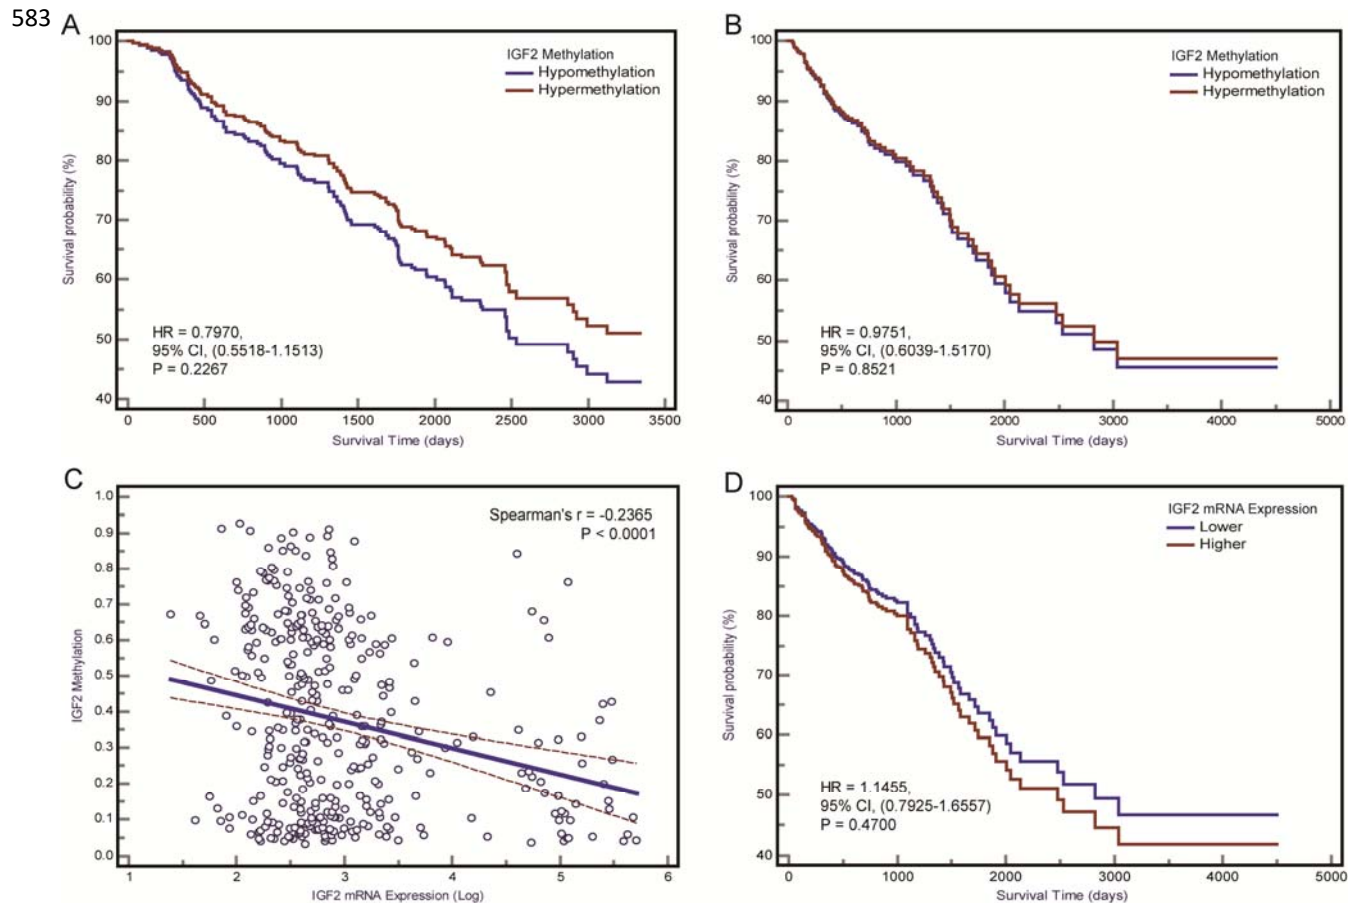 583
A
IGF2 Methylation
Hypomethylation
Hypermethylation
Survival probability (%)
100
90
80
70
60
50
40
HR = 0.7970,
95% CI, (0.5518-1.1513)
P = 0.2267
0 500 1000 1500 2000 2500 3000 3500
Survival Time (days)
B
IGF2 Methylation
Hypomethylation
Hypermethylation
Survival probability (%)
100
90
80
70
60
50
40
HR = 0.9751,
95% CI, (0.6039-1.5170)
P = 0.8521
0 1000 2000 3000 4000 5000
Survival Time (days)
C
Spearman's r = -0.2365
P < 0.0001
IGF2 Methylation
1.0
0.9
0.8
0.7
0.6
0.5
0.4
0.3
0.2
0.1
0.0
1 2 3 4 5 6
IGF2 mRNA Expression (Log)
D
IGF2 mRNA Expression
Lower
Higher
Survival probability (%)
100
90
80
70
60
50
40
HR = 1.1455,
95% CI, (0.7925-1.6557)
P = 0.4700
0 1000 2000 3000 4000 5000
Survival Time (days)